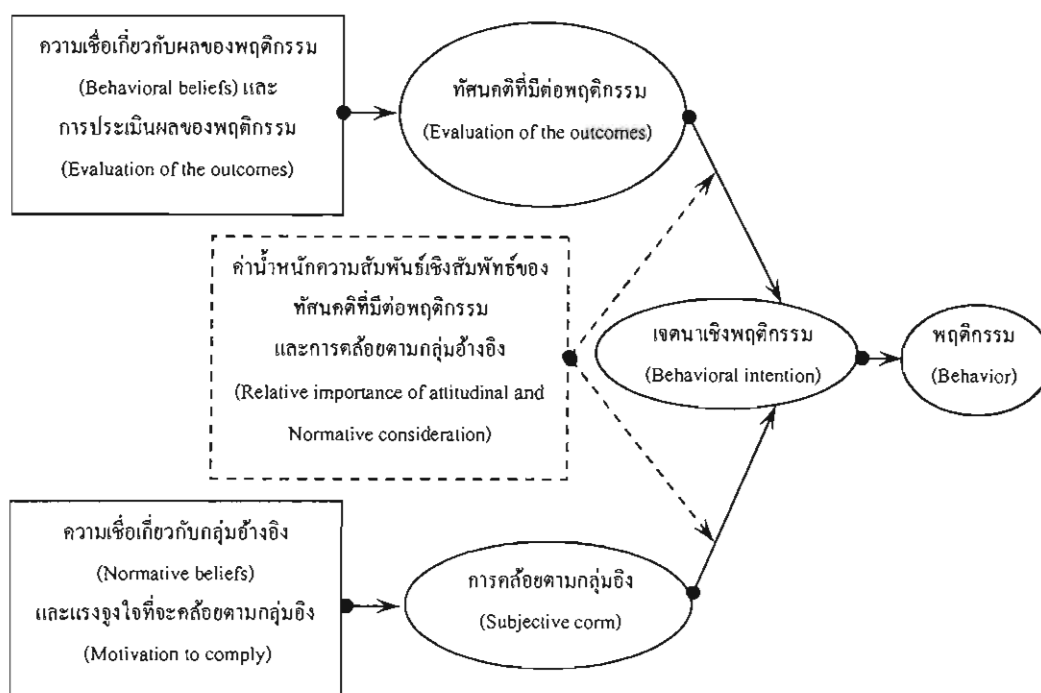 ความเชื่อเกี่ยวกับผลของพฤติกรรม
(Behavioral beliefs) และ
การประเมินผลของพฤติกรรม
(Evaluation of the outcomes)
ทัศนคติที่มีต่อพฤติกรรม
(Evaluation of the outcomes)
ค่าน้ำหนักความสัมพันธ์เชิงสัมพัทธ์ของ
ทัศนคติที่มีต่อพฤติกรรม
และการคล้อยตามกลุ่มอ้างอิง
(Relative importance of attitudinal and
Normative consideration)
เจตนาเชิงพฤติกรรม
(Behavioral intention)
พฤติกรรม
(Behavior)
ความเชื่อเกี่ยวกับกลุ่มอ้างอิง
(Normative beliefs)
และแรงจูงใจที่จะคล้อยตามกลุ่มอิง
(Motivation to comply)
การคล้อยตามกลุ่มอิง
(Subjective corm)